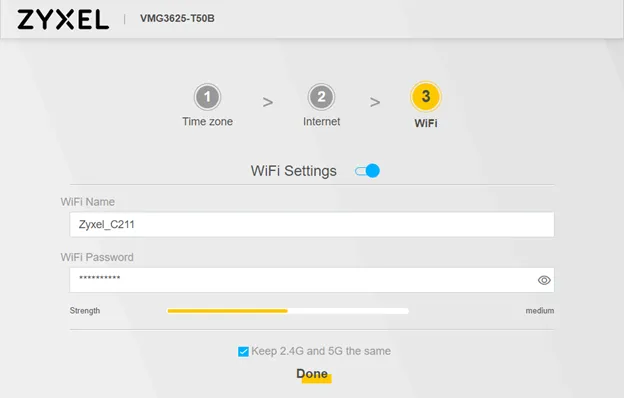 ZYXEL | VMG3625-T50B
1 > 2 > 3
Time zone Internet WiFi
WiFi Settings
WiFi Name
Zyxel_C211
WiFi Password
**********
Strength medium
Keep 2.4G and 5G the same
Done